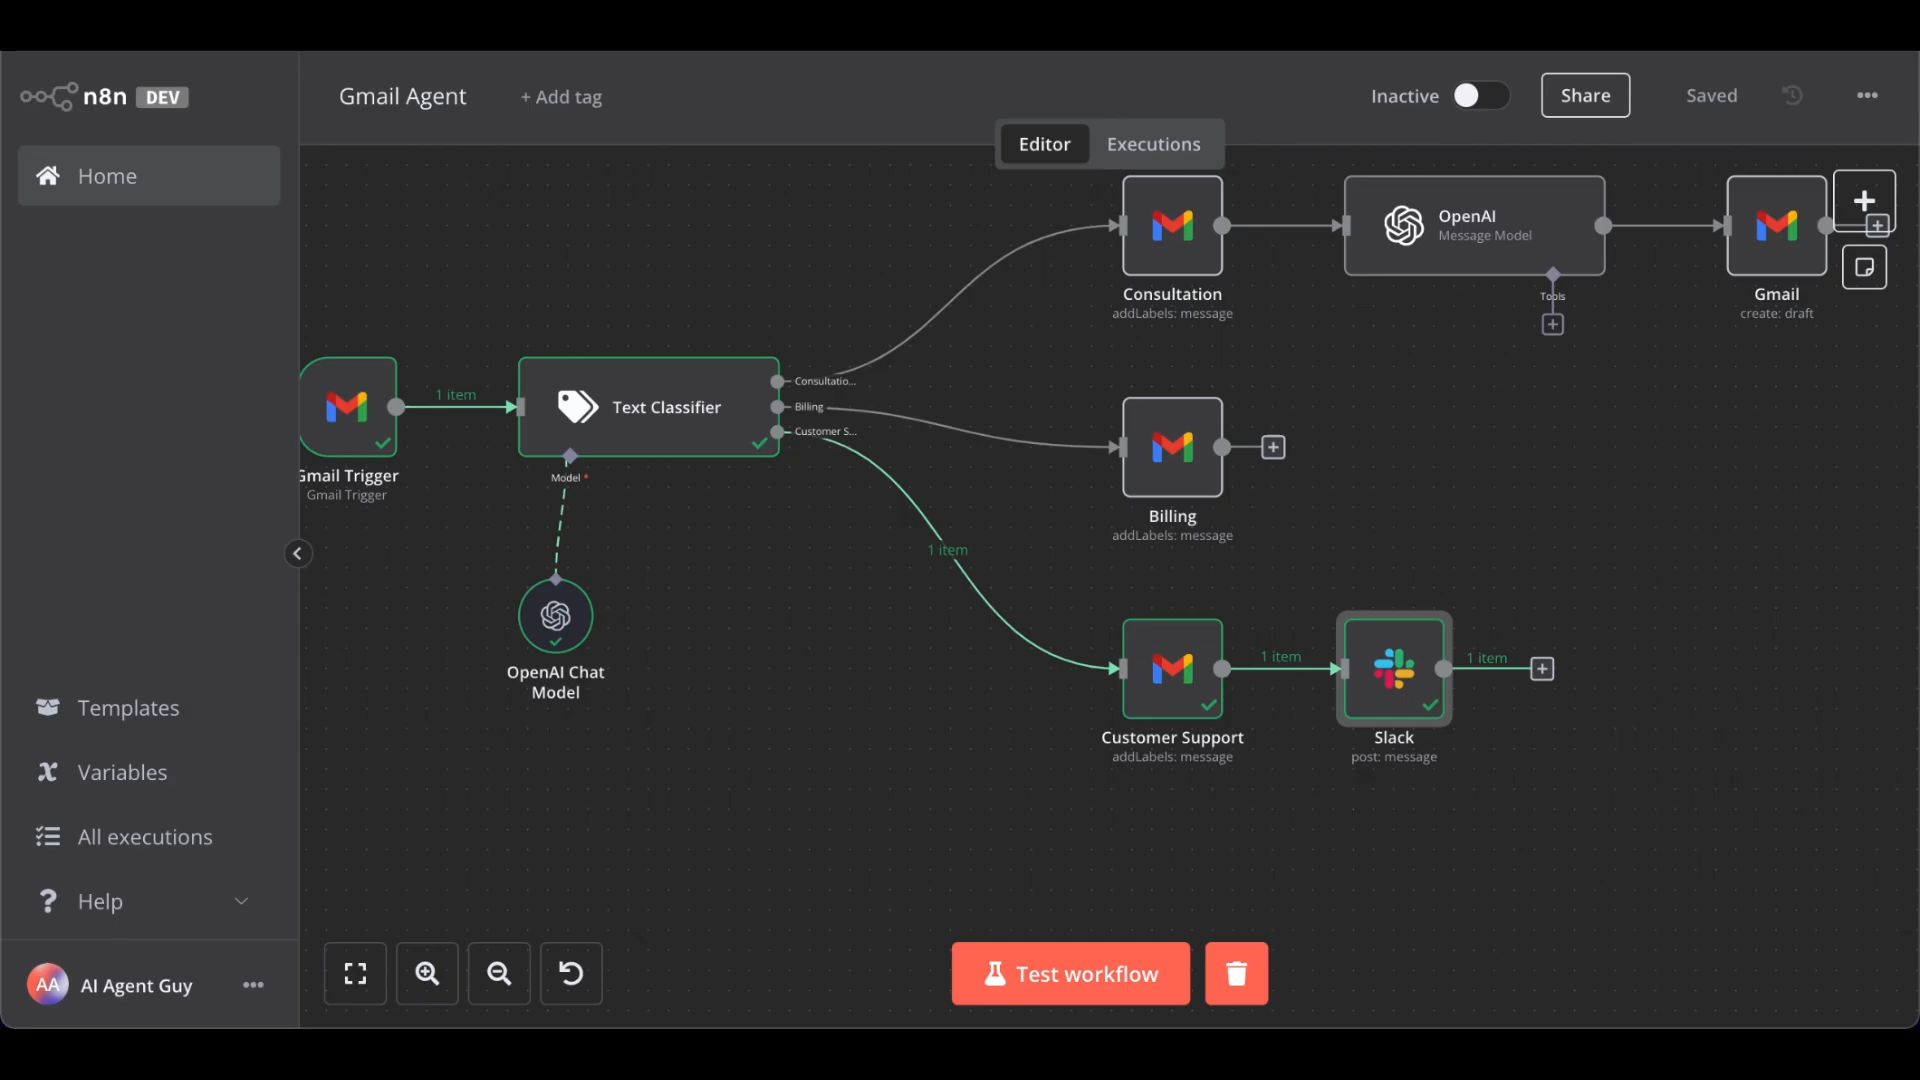 n8n DEV
Gmail Agent
+ Add tag
Inactive
Share
Saved
Editor
Executions
Home
OpenAI
Message Model
Tools
Consultation
addLabels: message
Gmail
create: draft
1 item
Text Classifier
Consultatio...
Billing
Customer S...
Gmail Trigger
Gmail Trigger
Model *
Billing
addLabels: message
1 item
OpenAI Chat
Model
1 item
1 item
Customer Support
addLabels: message
Slack
post: message
Templates
Variables
All executions
Help
AA
AI Agent Guy
Test workflow